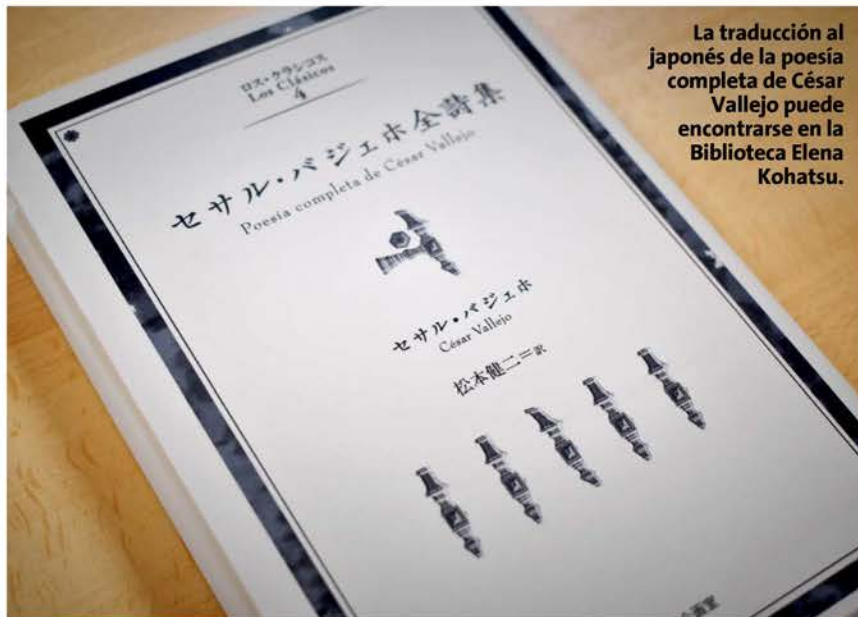 La traducción al
japonés de la poesía
completa de César
Vallejo puede
encontrarse en la
Biblioteca Elena
Kohatsu.
ロス・クラシコス
Los Clásicos
4
セサル・バジェホ全詩集
Poesía completa de César Vallejo
セサル・バジェホ
César Vallejo
松本健二=訳
画室